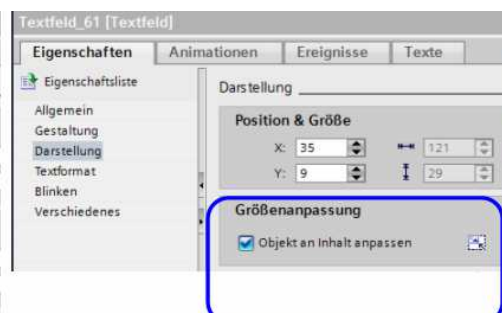 Textfeld_61 [Textfeld]
Eigenschaften Animationen Ereignisse Texte
Eigenschaftsliste
Allgemein
Gestaltung
Darstellung
Textformat
Blinken
Verschiedenes
Darstellung
Position & Größe
X: 35 121
Y: 9 29
Größenanpassung
Objekt an Inhalt anpassen